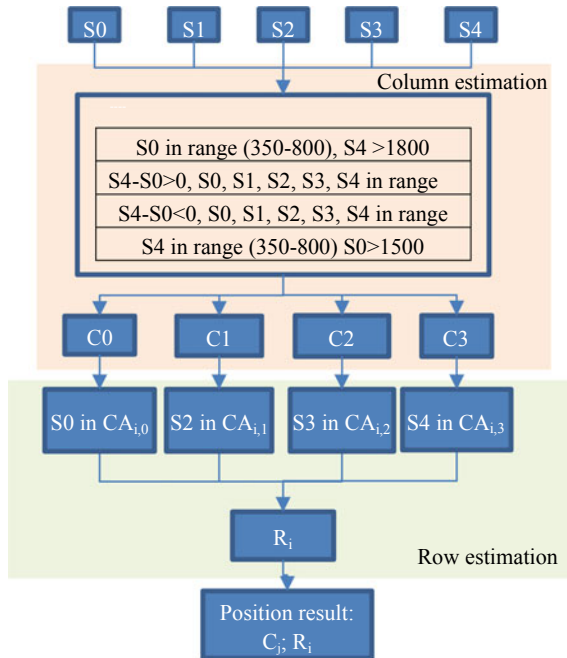 S0 S1 S2 S3 S4
Column estimation
S0 in range (350-800), S4 >1800
S4-S0>0, S0, S1, S2, S3, S4 in range
S4-S0<0, S0, S1, S2, S3, S4 in range
S4 in range (350-800) S0>1500
C0 C1 C2 C3
S0 in CAi,0 S2 in CAi,1 S3 in CAi,2 S4 in CAi,3
Ri
Row estimation
Position result:
Cj; Ri